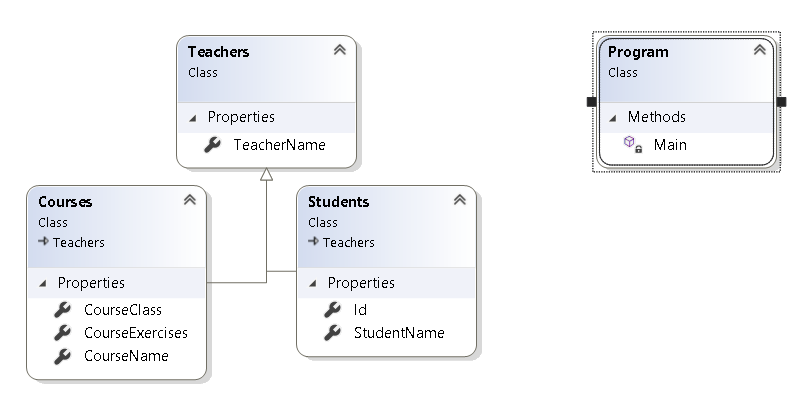 Teachers
Class
Properties
TeacherName
Program
Class
Methods
Main
Courses
Class
Teachers
Properties
CourseClass
CourseExercises
CourseName
Students
Class
Teachers
Properties
Id
StudentName